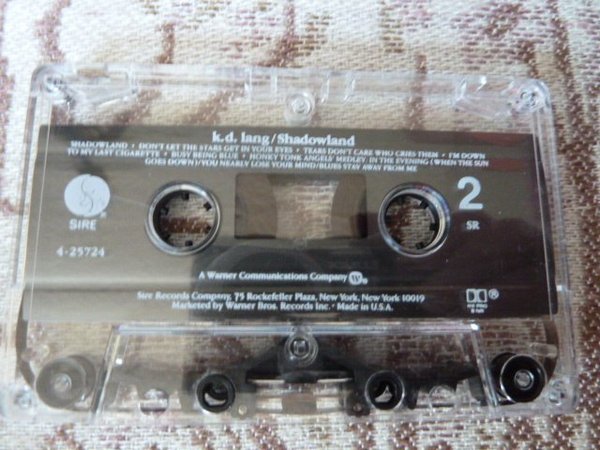 k.d. lang/Shadowland
SHADOWLAND • DON'T LET THE STARS GET IN YOUR EYES • TEARS DON'T CARE WHO CRIES THEM • I'M DOWN
TO MY LAST CIGARETTE • BUSY BEING BLUE • HONKY TONK ANGELS' MEDLEY: IN THE EVENING (WHEN THE SUN
GOES DOWN)/YOU NEARLY LOSE YOUR MIND/BLUES STAY AWAY FROM ME
S
SIRE
4-25724
2
SR
A Warner Communications Company W ®
Sire Records Company, 75 Rockefeller Plaza, New York, New York 10019
Marketed by Warner Bros. Records Inc. • Made in U.S.A.
®
HX PRO
B NR